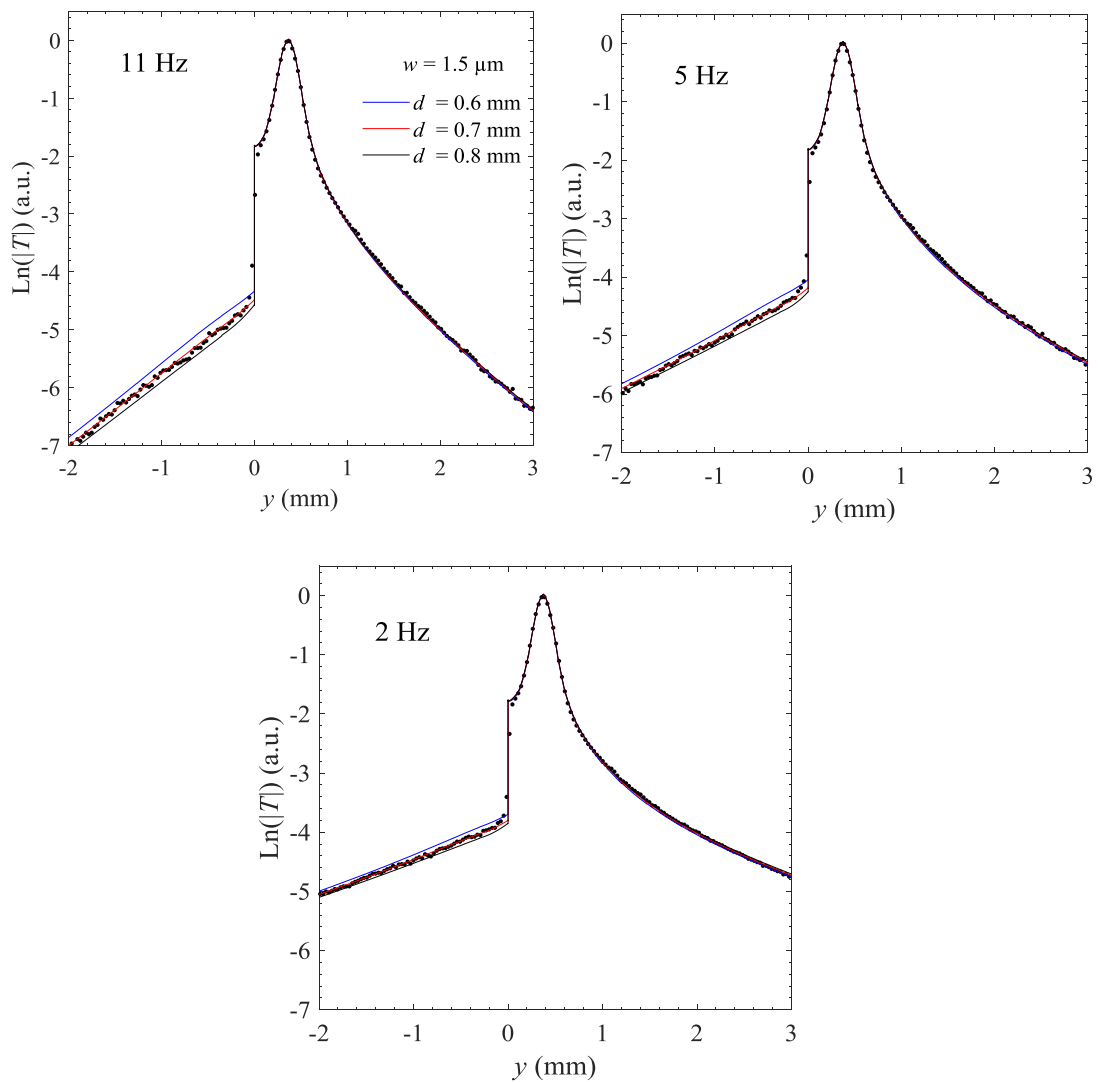 11 Hz
w = 1.5 µm
d = 0.6 mm
d = 0.7 mm
d = 0.8 mm
Ln(|T|) (a.u.)
0
-1
-2
-3
-4
-5
-6
-7
-2 -1 0 1 2 3
y (mm)
5 Hz
Ln(|T|) (a.u.)
0
-1
-2
-3
-4
-5
-6
-7
-2 -1 0 1 2 3
y (mm)
2 Hz
Ln(|T|) (a.u.)
0
-1
-2
-3
-4
-5
-6
-7
-2 -1 0 1 2 3
y (mm)